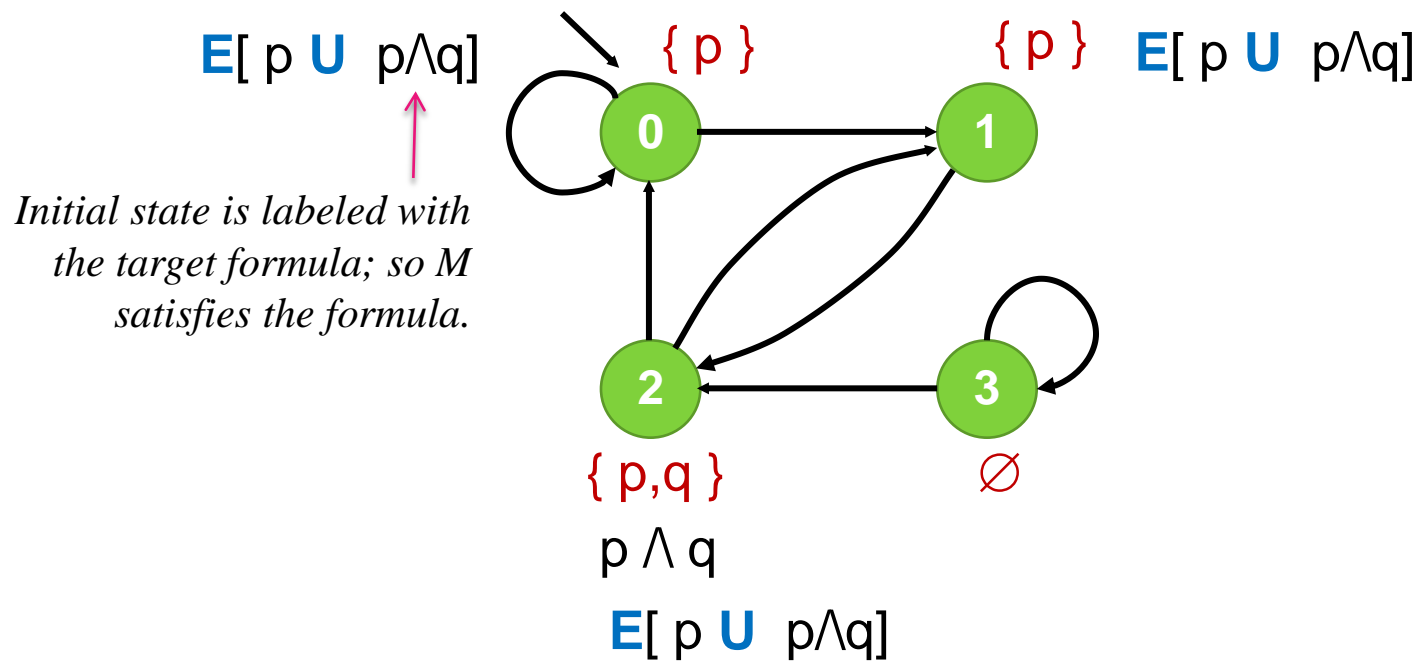 E[ p U p/\q]
{ p }
{ p }
E[ p U p/\q]
0
1
Initial state is labeled with
the target formula; so M
satisfies the formula.
2
3
{ p,q }
∅
p /\ q
E[ p U p/\q]